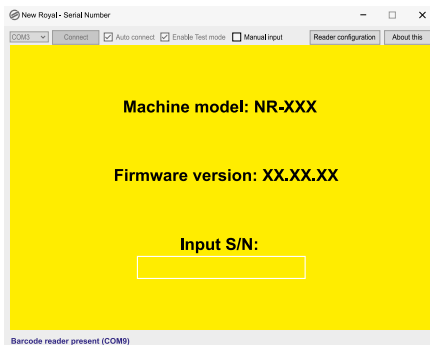 New Royal - Serial Number
COM3 Connect Auto connect Enable Test mode Manual input Reader configuration About this
Machine model: NR-XXX
Firmware version: XX.XX.XX
Input S/N:
Barcode reader present (COM9)